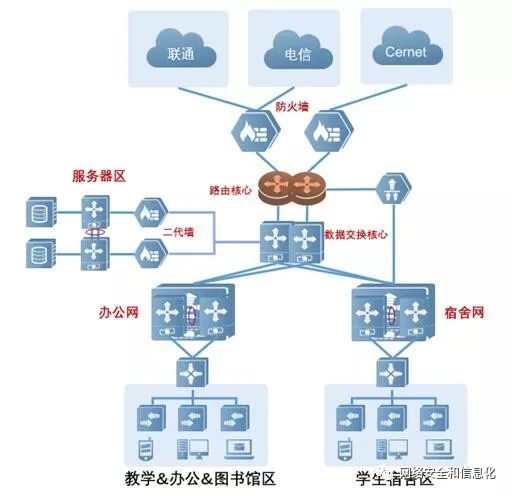 联通
电信
Cernet
防火墙
服务器区
路由核心
二代墙
数据交换核心
办公网
宿舍网
教学&办公&图书馆区
学生宿舍区
网络安全和信息化